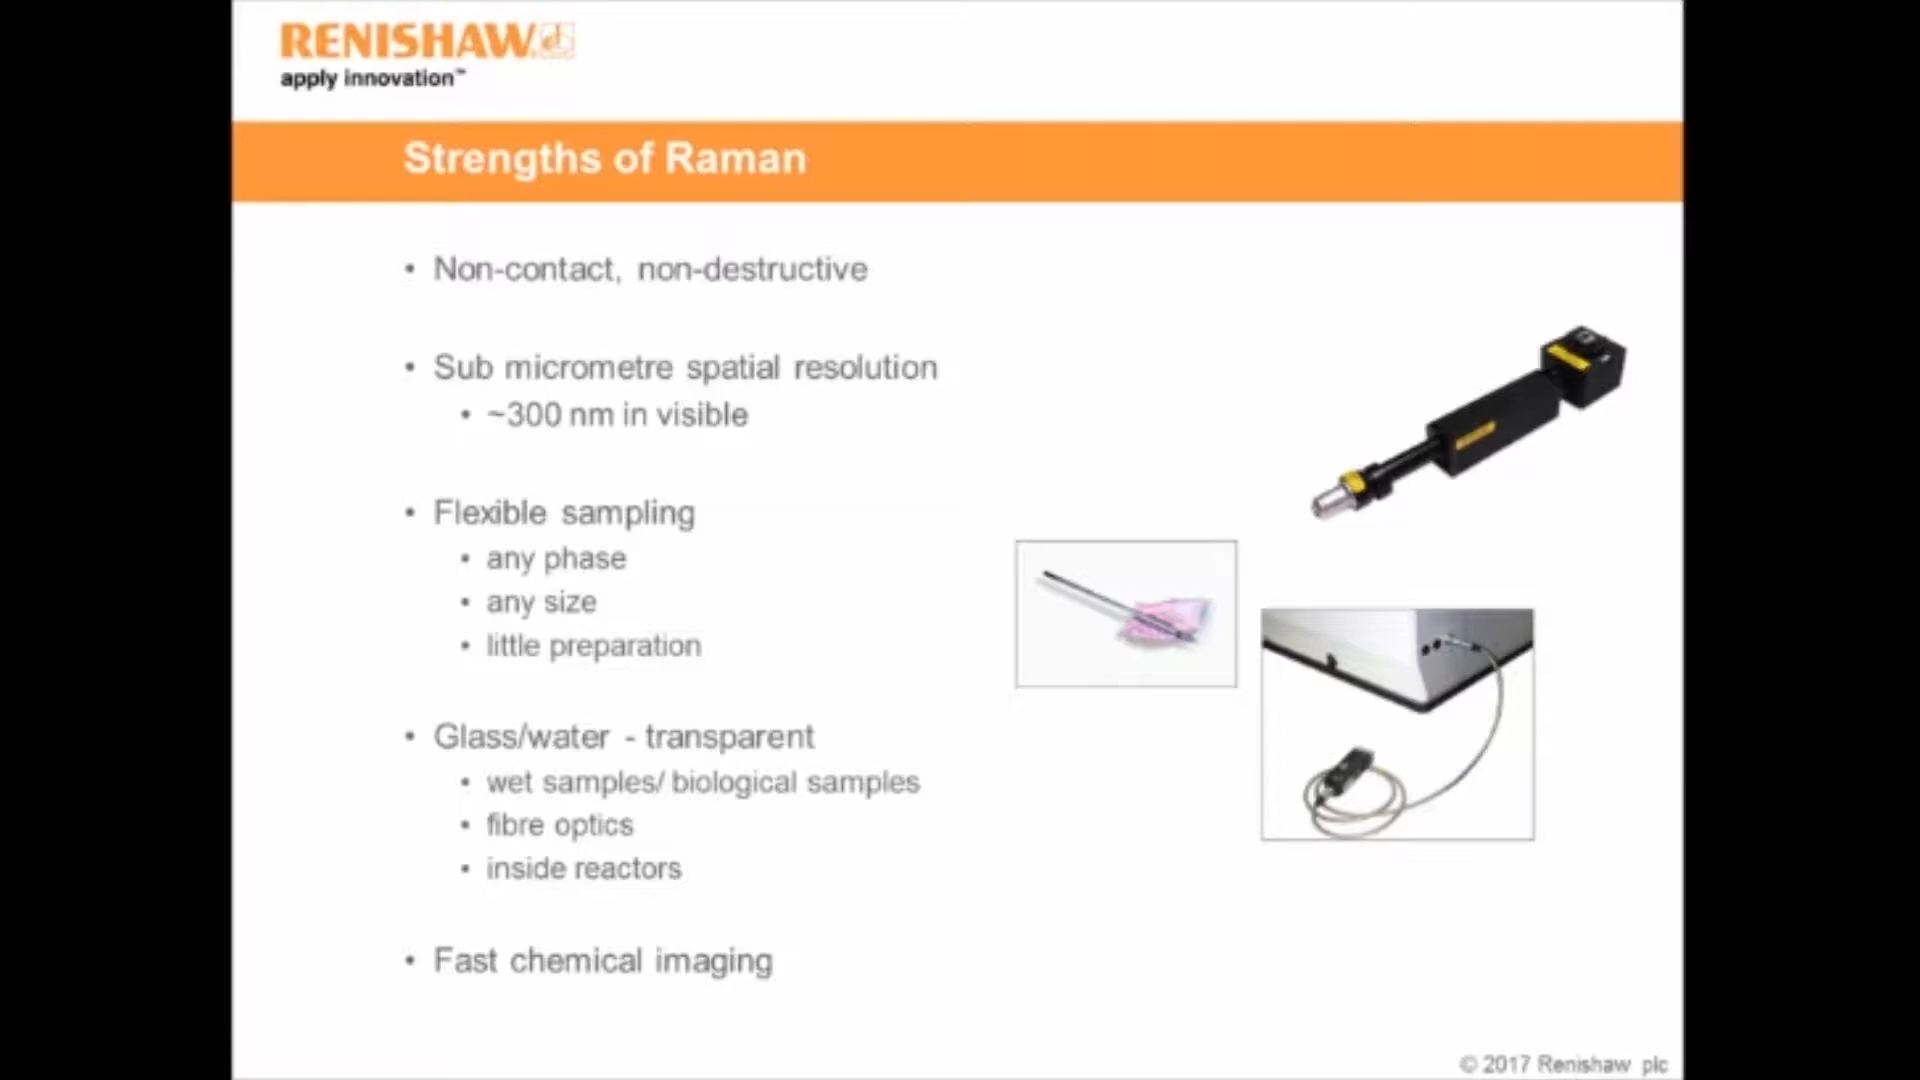 RENISHAW
apply innovation™
Strengths of Raman
• Non-contact, non-destructive
• Sub micrometre spatial resolution
• ~300 nm in visible
• Flexible sampling
• any phase
• any size
• little preparation
• Glass/water - transparent
• wet samples/ biological samples
• fibre optics
• inside reactors
• Fast chemical imaging
© 2017 Renishaw plc